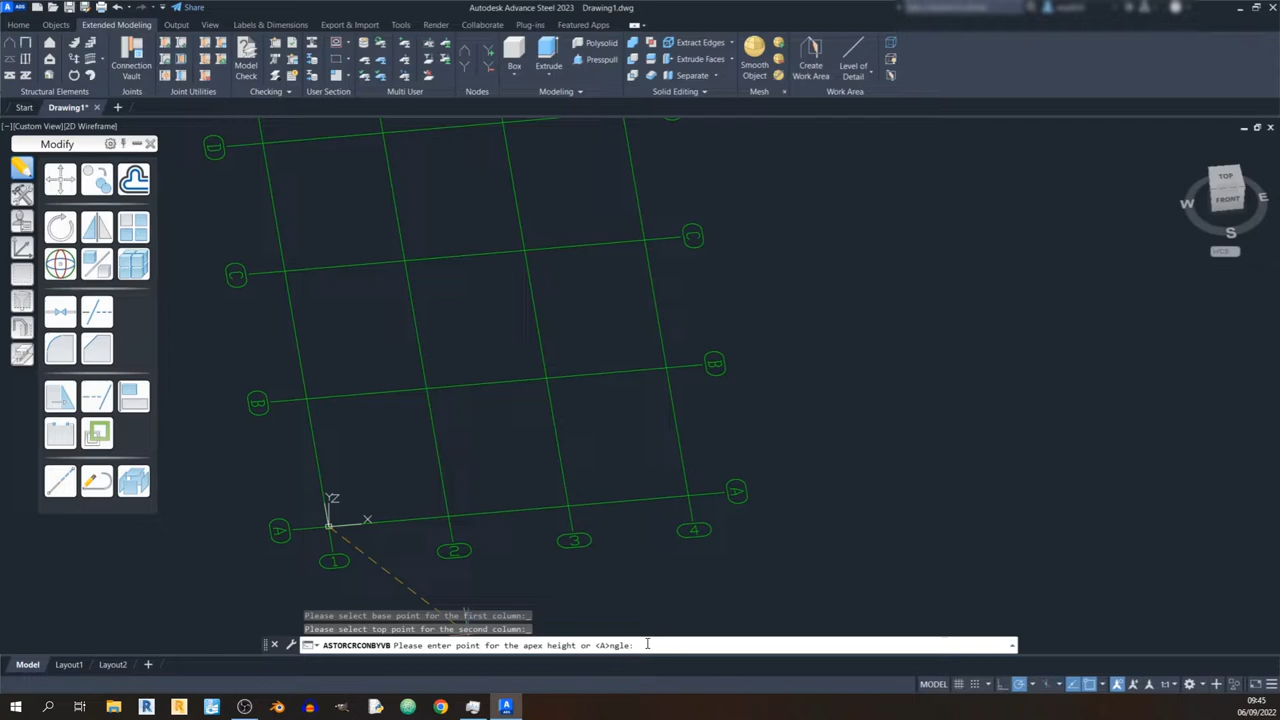 Autodesk Advance Steel 2023   Drawing1.dwg
Share
Home Objects Extended Modeling Output View Labels & Dimensions Export & Import Tools Render Collaborate Plug-ins Featured Apps
Connection Vault
Model Check
Box
Extrude
Polysolid
Presspull
Extract Edges
Extrude Faces
Separate
Smooth Object
Create Work Area
Level of Detail
Structural Elements Joints Joint Utilities Checking User Section Multi User Nodes Modeling Solid Editing Mesh Work Area
Start Drawing1*
[−][Custom View][2D Wireframe]
Modify
TOP
FRONT
W E
S
D
C C
B B
A A
Y Z
X
1 2 3 4
Please select base point for the first column:_
Please select top point for the second column:_
ASTORCRCONBYVB Please enter point for the apex height or <A>ngle:
Model Layout1 Layout2
MODEL 1:1
09:45
06/09/2022